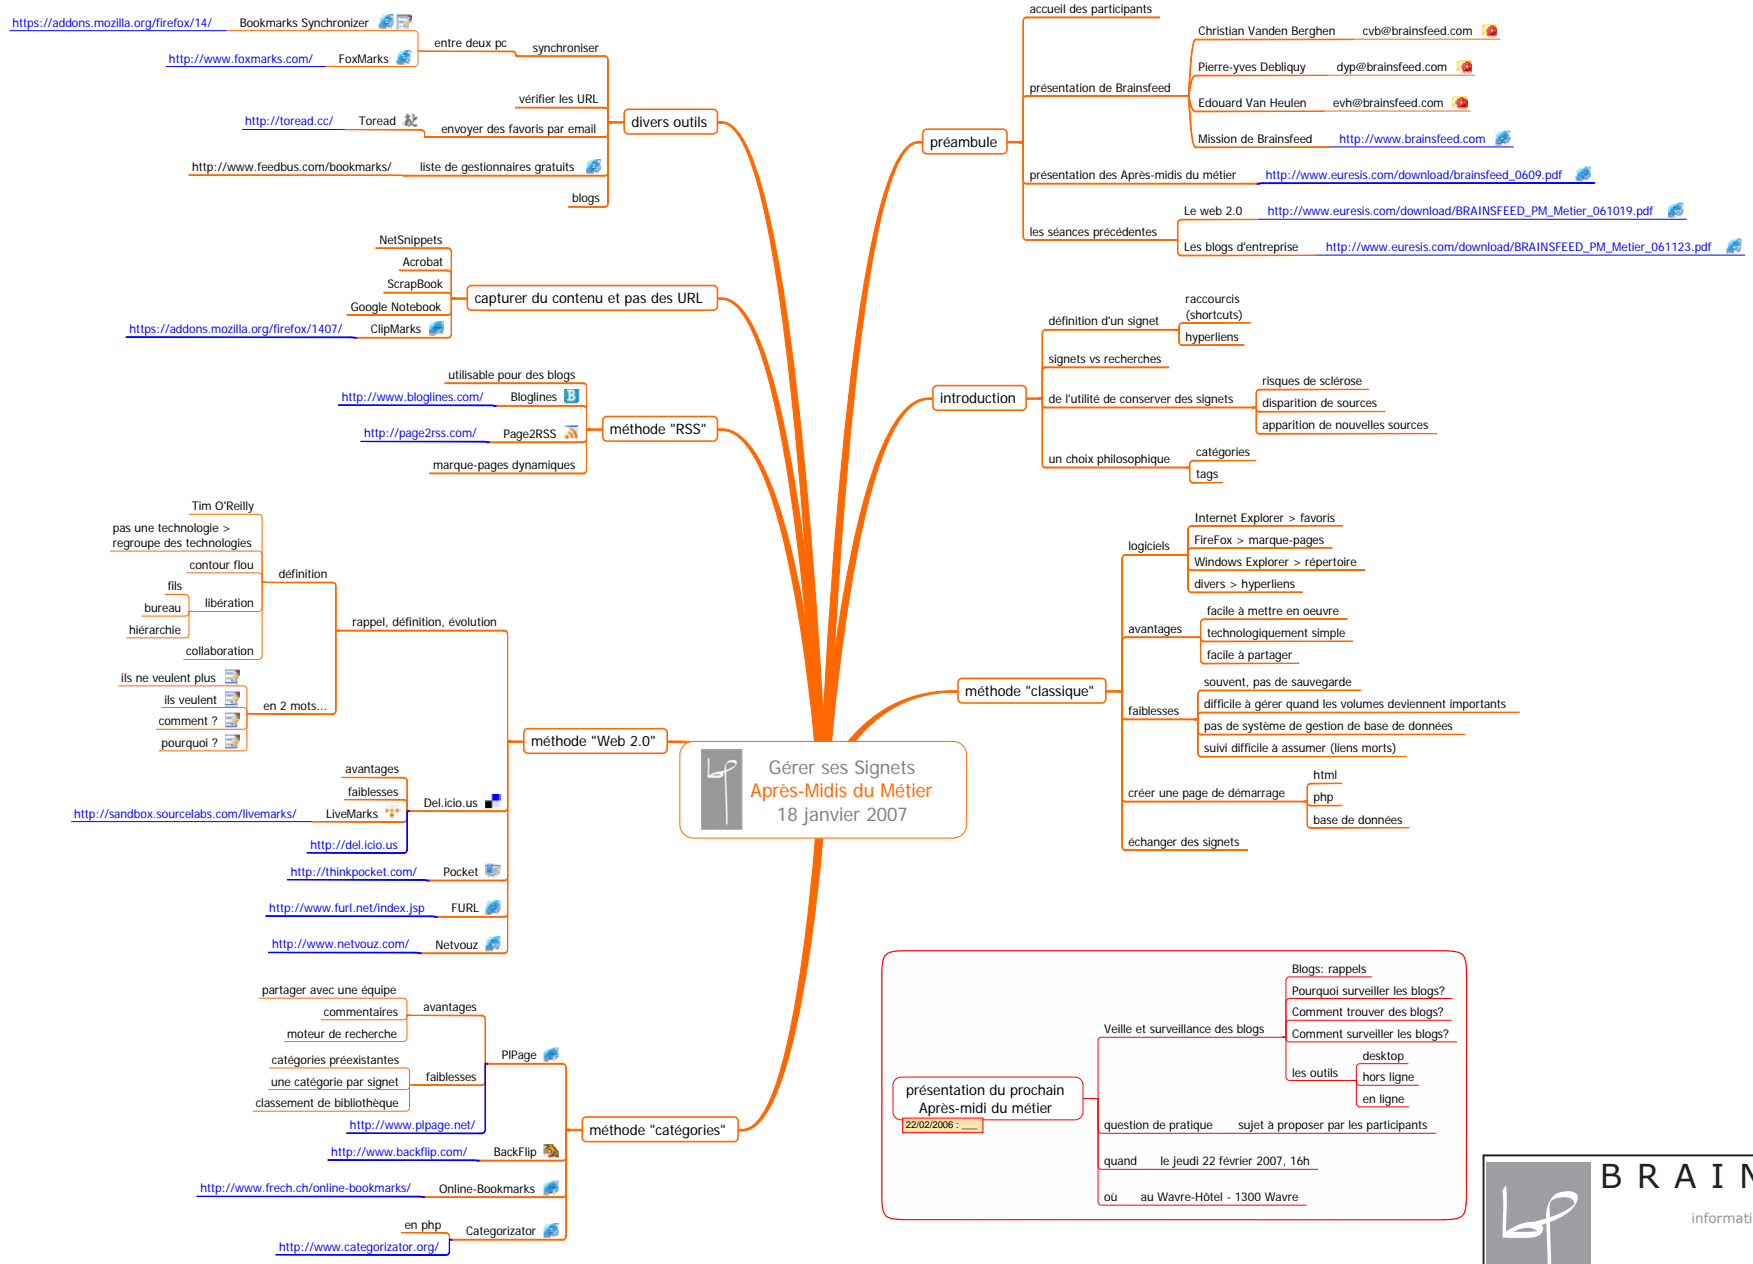 Gérer ses Signets
Après-Midis du Métier
18 janvier 2007
préambule
accueil des participants
présentation de Brainsfeed
Christian Vanden Berghen cvb@brainsfeed.com
Pierre-yves Debliquy dyp@brainsfeed.com
Edouard Van Heulen evh@brainsfeed.com
Mission de Brainsfeed http://www.brainsfeed.com
présentation des Après-midis du métier http://www.euresis.com/download/brainsfeed_0609.pdf
les séances précédentes
Le web 2.0 http://www.euresis.com/download/BRAINSFEED_PM_Metier_061019.pdf
Les blogs d'entreprise http://www.euresis.com/download/BRAINSFEED_PM_Metier_061123.pdf
introduction
définition d'un signet
raccourcis
(shortcuts)
hyperliens
signets vs recherches
de l'utilité de conserver des signets
risques de sclérose
disparition de sources
apparition de nouvelles sources
un choix philosophique
catégories
tags
méthode "classique"
logiciels
Internet Explorer > favoris
FireFox > marque-pages
Windows Explorer > répertoire
divers > hyperliens
avantages
facile à mettre en oeuvre
technologiquement simple
facile à partager
faiblesses
souvent, pas de sauvegarde
difficile à gérer quand les volumes deviennent importants
pas de système de gestion de base de données
suivi difficile à assumer (liens morts)
créer une page de démarrage
html
php
base de données
échanger des signets
divers outils
synchroniser
entre deux pc
https://addons.mozilla.org/firefox/14/ Bookmarks Synchronizer
http://www.foxmarks.com/ FoxMarks
vérifier les URL
http://toread.cc/ Toread envoyer des favoris par email
http://www.feedbus.com/bookmarks/ liste de gestionnaires gratuits
blogs
capturer du contenu et pas des URL
NetSnippets
Acrobat
ScrapBook
Google Notebook
https://addons.mozilla.org/firefox/1407/ ClipMarks
méthode "RSS"
utilisable pour des blogs
http://www.bloglines.com/ Bloglines
http://page2rss.com/ Page2RSS
marque-pages dynamiques
méthode "Web 2.0"
rappel, définition, évolution
définition
Tim O'Reilly
pas une technologie >
regroupe des technologies
contour flou
libération
fils
bureau
hiérarchie
collaboration
en 2 mots...
ils ne veulent plus
ils veulent
comment ?
pourquoi ?
Del.icio.us
avantages
faiblesses
http://sandbox.sourcelabs.com/livemarks/ LiveMarks
http://del.icio.us
http://thinkpocket.com/ Pocket
http://www.furl.net/index.jsp FURL
http://www.netvouz.com/ Netvouz
méthode "catégories"
PlPage
avantages
partager avec une équipe
commentaires
moteur de recherche
faiblesses
catégories préexistantes
une catégorie par signet
classement de bibliothèque
http://www.plpage.net/
http://www.backflip.com/ BackFlip
http://www.frech.ch/online-bookmarks/ Online-Bookmarks
Categorizator
en php
http://www.categorizator.org/
présentation du prochain
Après-midi du métier
22/02/2006 : ___
Veille et surveillance des blogs
Blogs: rappels
Pourquoi surveiller les blogs?
Comment trouver des blogs?
Comment surveiller les blogs?
les outils
desktop
hors ligne
en ligne
question de pratique sujet à proposer par les participants
quand le jeudi 22 février 2007, 16h
où au Wavre-Hôtel - 1300 Wavre
BRAIN
informati